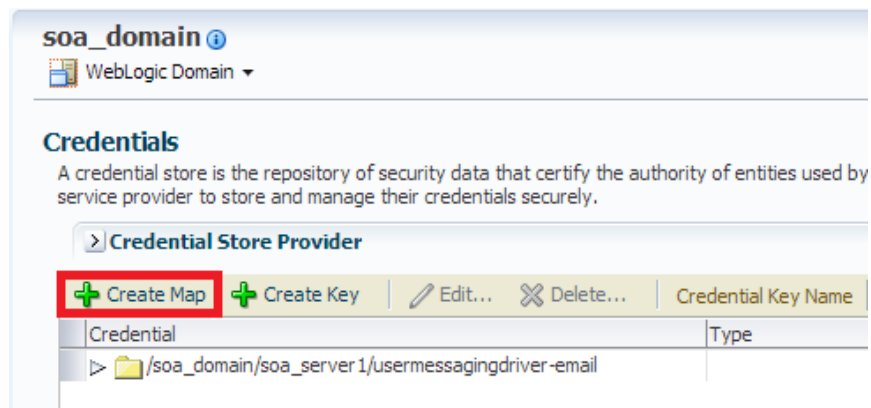 soa_domain
WebLogic Domain
Credentials
A credential store is the repository of security data that certify the authority of entities used by
service provider to store and manage their credentials securely.
Credential Store Provider
Create Map Create Key Edit... Delete... Credential Key Name
Credential Type
/soa_domain/soa_server1/usermessagingdriver-email